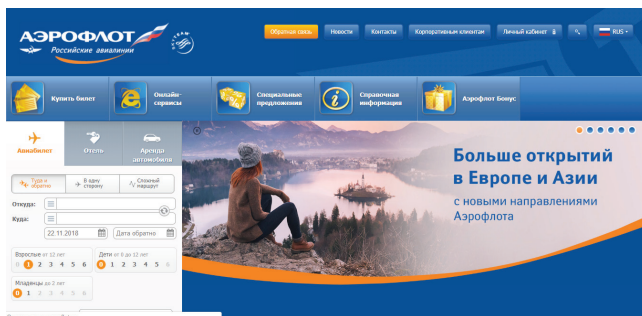 АЭРОФЛОТ
Российские авиалинии
SKYTEAM
Обратная связь
Новости
Контакты
Корпоративным клиентам
Личный кабинет
RUS
Купить билет
Онлайн-
сервисы
Специальные
предложения
Справочная
информация
Аэрофлот Бонус
Авиабилет
Отель
Аренда
автомобиля
Туда и
обратно
В одну
сторону
Сложный
маршрут
Откуда:
Куда:
22.11.2018
Дата обратно
Взрослые от 12 лет
0 1 2 3 4 5 6
Дети от 0 до 12 лет
0 1 2 3 4 5 6
Младенцы до 2 лет
0 1 2 3 4 5 6
Больше открытий
в Европе и Азии
с новыми направлениями
Аэрофлота